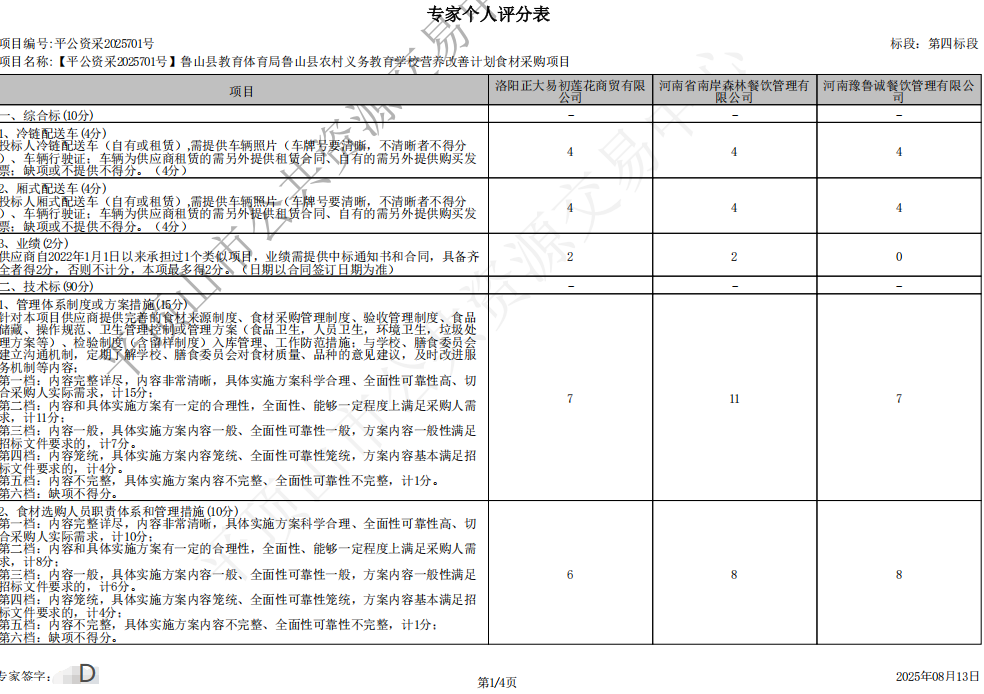 专家个人评分表
项目编号:平公资采2025701号
标段: 第四标段
项目名称:【平公资采2025701号】鲁山县教育体育局鲁山县农村义务教育学校营养改善计划食材采购项目
项目
洛阳正大易初莲花商贸有限公司
河南省南岸森林餐饮管理有限公司
河南豫鲁诚餐饮管理有限公司
一、综合标(10分)
-
-
-
1、冷链配送车(4分)
投标人冷链配送车（自有或租赁）,需提供车辆照片（车牌号要清晰，不清晰者不得分
）、车辆行驶证；车辆为供应商租赁的需另外提供租赁合同、自有的需另外提供购买发
票；缺项或不提供不得分。（4分）
4
4
4
2、厢式配送车(4分)
投标人厢式配送车（自有或租赁）,需提供车辆照片（车牌号要清晰，不清晰者不得分
）、车辆行驶证；车辆为供应商租赁的需另外提供租赁合同、自有的需另外提供购买发
票；缺项或不提供不得分。（4分）
4
4
4
3、业绩(2分)
供应商自2022年1月1日以来承担过1个类似项目，业绩需提供中标通知书和合同，具备齐
全者得2分，否则不计分，本项最多得2分。（日期以合同签订日期为准）
2
2
0
二、技术标(90分)
-
-
-
1、管理体系制度或方案措施(15分)
针对本项目供应商提供完善的食材来源制度、食材采购管理制度、验收管理制度、食品
储藏、操作规范、卫生管理控制或管理方案（食品卫生，人员卫生，环境卫生，垃圾处
理方案等）、检验制度（含留样制度）入库管理、工作防范措施；与学校、膳食委员会
建立沟通机制，定期了解学校、膳食委员会对食材质量、品种的意见建议，及时改进服
务机制等内容；
第一档：内容完整详尽，内容非常清晰，具体实施方案科学合理、全面性可靠性高、切
合采购人实际需求，计15分；
第二档：内容和具体实施方案有一定的合理性，全面性、能够一定程度上满足采购人需
求，计11分；
第三档：内容一般，具体实施方案内容一般、全面性可靠性一般，方案内容一般性满足
招标文件要求的，计7分。
第四档：内容笼统，具体实施方案内容笼统、全面性可靠性笼统，方案内容基本满足招
标文件要求的，计4分。
第五档：内容不完整，具体实施方案内容不完整、全面性可靠性不完整，计1分。
第六档：缺项不得分。
7
11
7
2、食材选购人员职责体系和管理措施(10分)
第一档：内容完整详尽，内容非常清晰，具体实施方案科学合理、全面性可靠性高、切
合采购人实际需求，计10分；
第二档：内容和具体实施方案有一定的合理性，全面性、能够一定程度上满足采购人需
求，计8分；
第三档：内容一般，具体实施方案内容一般、全面性可靠性一般，方案内容一般性满足
招标文件要求的，计6分。
第四档：内容笼统，具体实施方案内容笼统、全面性可靠性笼统，方案内容基本满足招
标文件要求的，计4分；
第五档：内容不完整，具体实施方案内容不完整、全面性可靠性不完整，计1分；
第六档：缺项不得分。
6
8
8
专家签字：
D
第1/4页
2025年08月13日
平顶山市公共资源交易中
平顶山市公共资源交易中心